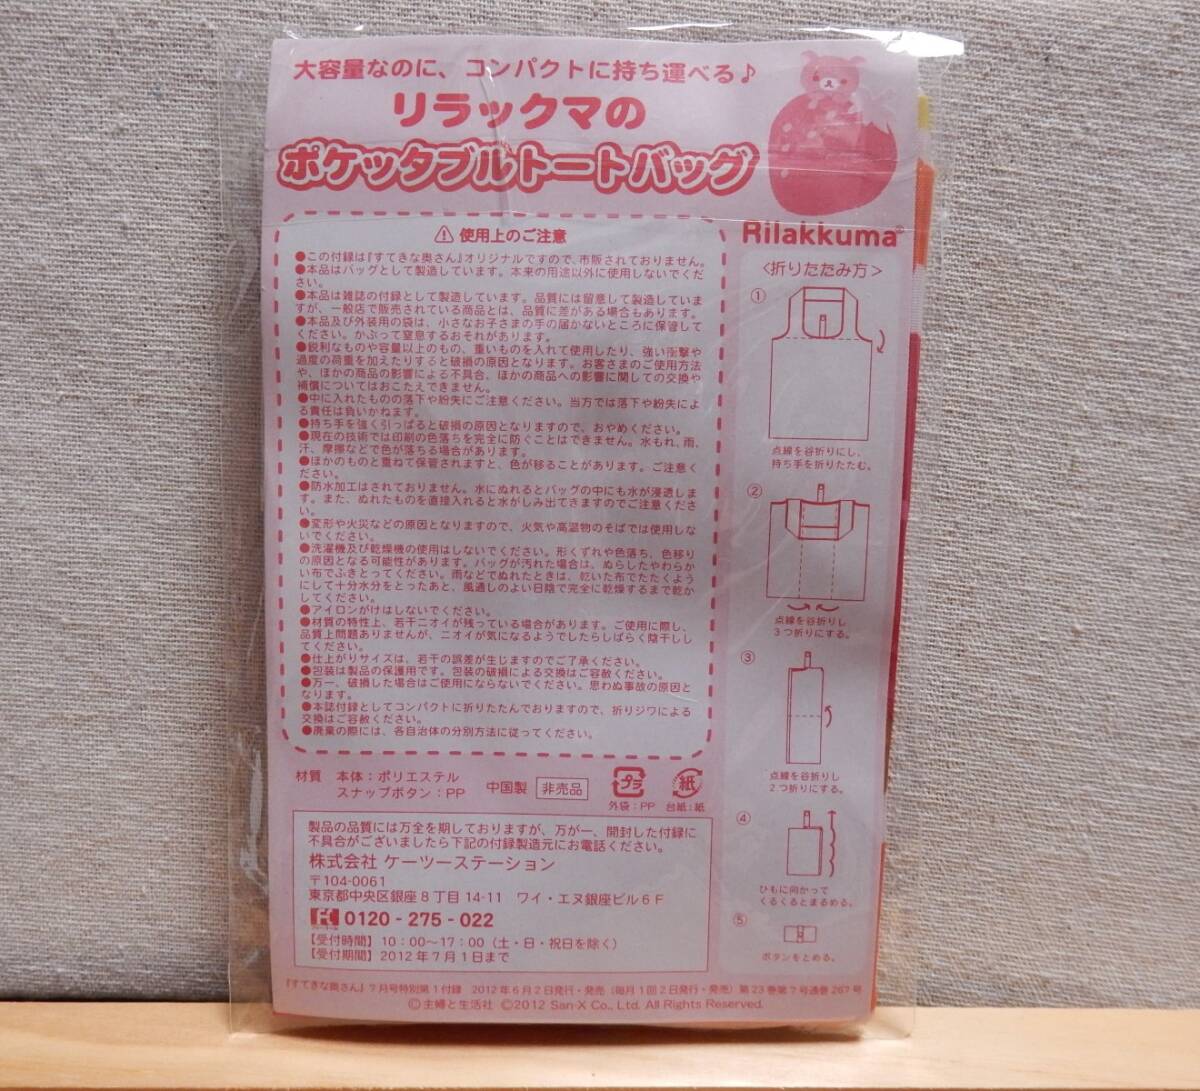 大容量なのに、コンパクトに持ち運べる♪
リラックマの
ポケッタブルトートバッグ
Rilakkuma®
⚠ 使用上のご注意
●この付録は『すてきな奥さん』オリジナルですので、市販されておりません。
●本品はバッグとして製造しています。本来の用途以外に使用しないでくだ
さい。
●本品は雑誌の付録として製造しています。品質には留意して製造していま
すが、一般店で販売されている商品とは、品質に差がある場合もあります。
●本品及び外装用の袋は、小さなお子さまの手の届かないところに保管して
ください。かぶって窒息するおそれがあります。
●鋭利なものや容量以上のもの、重いものを入れて使用したり、強い衝撃や
過度の荷重を加えたりすると破損の原因となります。お客さまのご使用方法
や、ほかの商品の影響による不具合、ほかの商品への影響に関しての交換や
補償についてはおこたえできません。
●中に入れたものの落下や紛失にご注意ください。当方では落下や紛失によ
る責任は負いかねます。
●持ち手を強く引っぱると破損の原因となりますので、おやめください。
●現在の技術では印刷の色落ちを完全に防ぐことはできません。水もれ、雨、
汗、摩擦などで色が落ちる場合があります。
●ほかのものと重ねて保管されますと、色が移ることがあります。ご注意く
ださい。
●防水加工はされておりません。水にぬれるとバッグの中にも水が浸透しま
す。また、ぬれたものを直接入れると水がしみ出てきますのでご注意くださ
い。
●変形や火災などの原因となりますので、火気や高温物のそばでは使用しな
いでください。
●洗濯機及び乾燥機の使用はしないでください。形くずれや色落ち、色移り
の原因となる可能性があります。バッグが汚れた場合は、ぬらしたやわらか
い布でふきとってください。雨などでぬれたときは、乾いた布でたたくよう
にして十分水分をとったあと、風通しのよい日陰で完全に乾燥するまで乾か
してください。
●アイロンがけはしないでください。
●材質の特性上、若干ニオイが残っている場合があります。ご使用に際し、
品質上問題ありませんが、ニオイが気になるようでしたらしばらく陰干しし
てください。
●仕上がりサイズは、若干の誤差が生じますのでご了承ください。
●包装は製品の保護用です。包装の破損による交換はご容赦ください。
●万一、破損した場合はご使用にならないでください。思わぬ事故の原因と
なります。
●本誌付録としてコンパクトに折りたたんでおりますので、折りジワによる
交換はご容赦ください。
●廃棄の際には、各自治体の分別方法に従ってください。
〈折りたたみ方〉
①
点線を谷折りにし、
持ち手を折りたたむ。
②
点線を谷折りし
3つ折りにする。
③
点線を谷折りし
2つ折りにする。
④
ひもに向かって
くるくるとまるめる。
⑤
ボタンをとめる。
材質 本体：ポリエステル
スナップボタン：PP
中国製
非売品
プラ
外袋：PP
紙
台紙：紙
製品の品質には万全を期しておりますが、万が一、開封した付録に
不具合がございましたら下記の付録製造元にお電話ください。
株式会社 ケーツーステーション
〒104-0061
東京都中央区銀座8丁目14-11 ワイ・エヌ銀座ビル6F
0120-275-022
【受付時間】10：00〜17：00（土・日・祝日を除く）
【受付期間】2012年7月1日まで
『すてきな奥さん』7月号特別第1付録 2012年6月2日発行・発売（毎月1回2日発行・発売）第23巻第7号通巻267号
©主婦と生活社 ©2012 San-X Co., Ltd. All Rights Reserved.